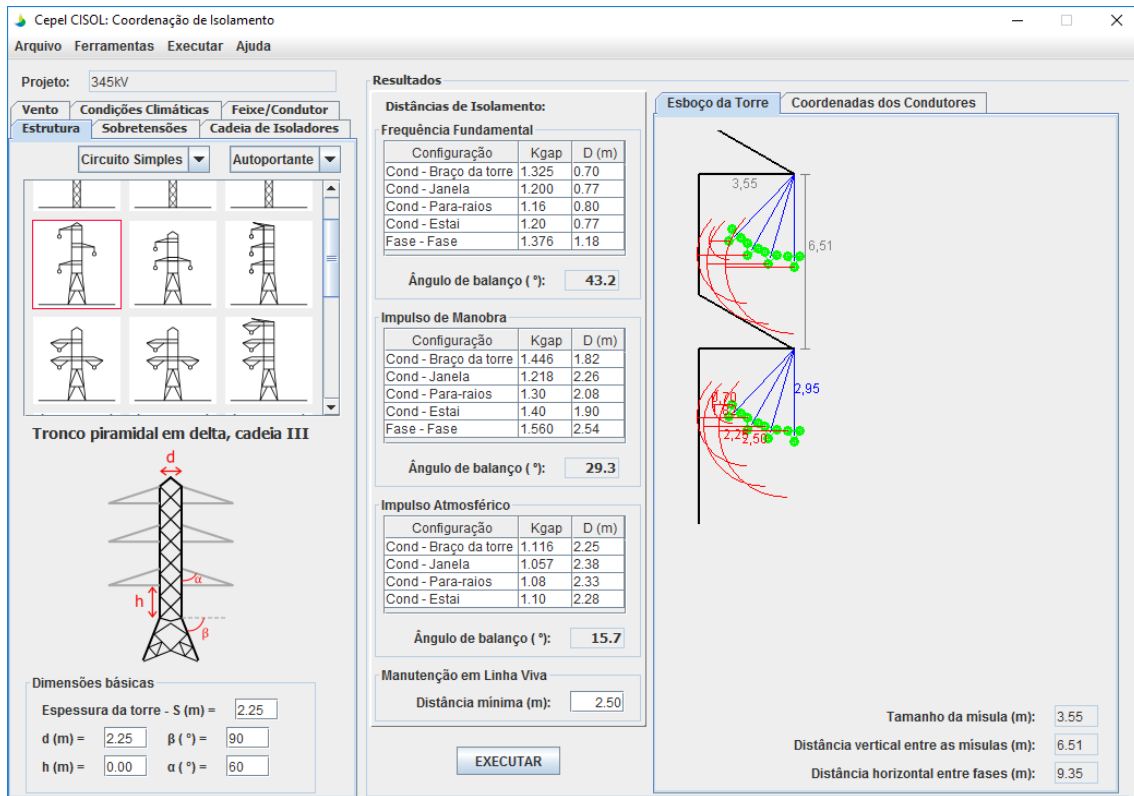 Cepel CISOL: Coordenação de Isolamento
Arquivo Ferramentas Executar Ajuda
Projeto: 345kV
Vento Condições Climáticas Feixe/Condutor
Estrutura Sobretensões Cadeia de Isoladores
Circuito Simples Autoportante
Tronco piramidal em delta, cadeia III
d
α
h
β
Dimensões básicas
Espessura da torre - S (m) = 2.25
d (m) = 2.25 β ( °) = 90
h (m) = 0.00 α ( °) = 60
Resultados
Distâncias de Isolamento:
Frequência Fundamental
Configuração Kgap D (m)
Cond - Braço da torre 1.325 0.70
Cond - Janela 1.200 0.77
Cond - Para-raios 1.16 0.80
Cond - Estai 1.20 0.77
Fase - Fase 1.376 1.18
Ângulo de balanço ( °): 43.2
Impulso de Manobra
Configuração Kgap D (m)
Cond - Braço da torre 1.446 1.82
Cond - Janela 1.218 2.26
Cond - Para-raios 1.30 2.08
Cond - Estai 1.40 1.90
Fase - Fase 1.560 2.54
Ângulo de balanço ( °): 29.3
Impulso Atmosférico
Configuração Kgap D (m)
Cond - Braço da torre 1.116 2.25
Cond - Janela 1.057 2.38
Cond - Para-raios 1.08 2.33
Cond - Estai 1.10 2.28
Ângulo de balanço ( °): 15.7
Manutenção em Linha Viva
Distância mínima (m): 2.50
EXECUTAR
Esboço da Torre Coordenadas dos Condutores
3,55
6,51
2,95
0,70
1,82
2,25
2,50
Tamanho da mísula (m): 3.55
Distância vertical entre as mísulas (m): 6.51
Distância horizontal entre fases (m): 9.35